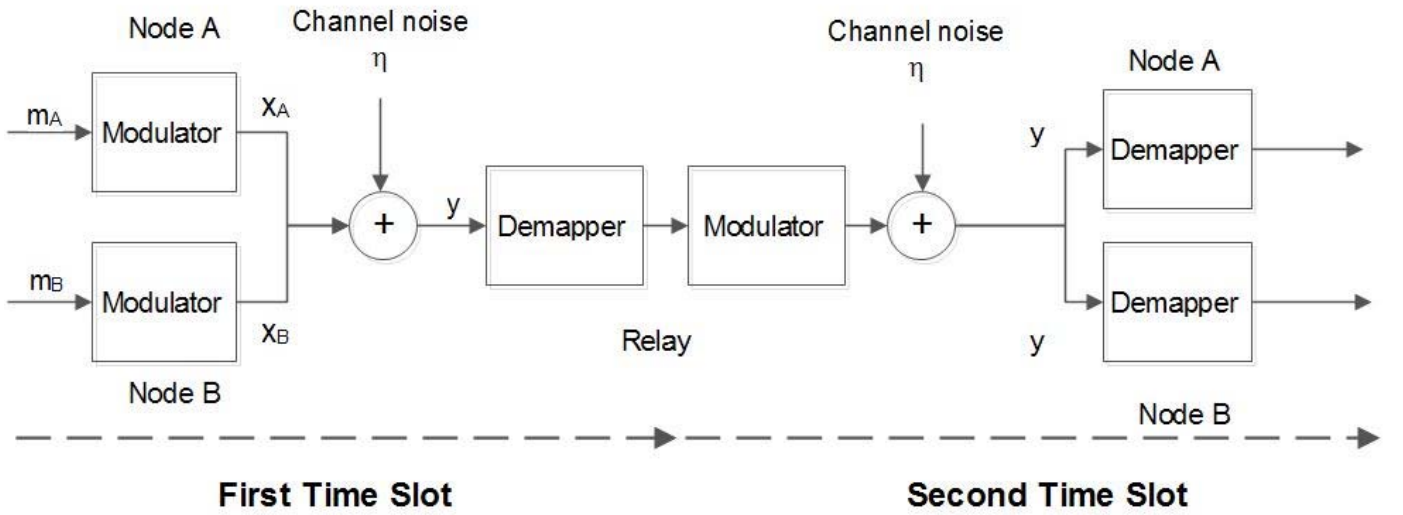 Node A
Channel noise
η
mA
Modulator
XA
mB
Modulator
XB
Node B
+
y
Demapper
Modulator
Relay
Channel noise
η
+
y
y
Node A
Demapper
Demapper
Node B
First Time Slot
Second Time Slot